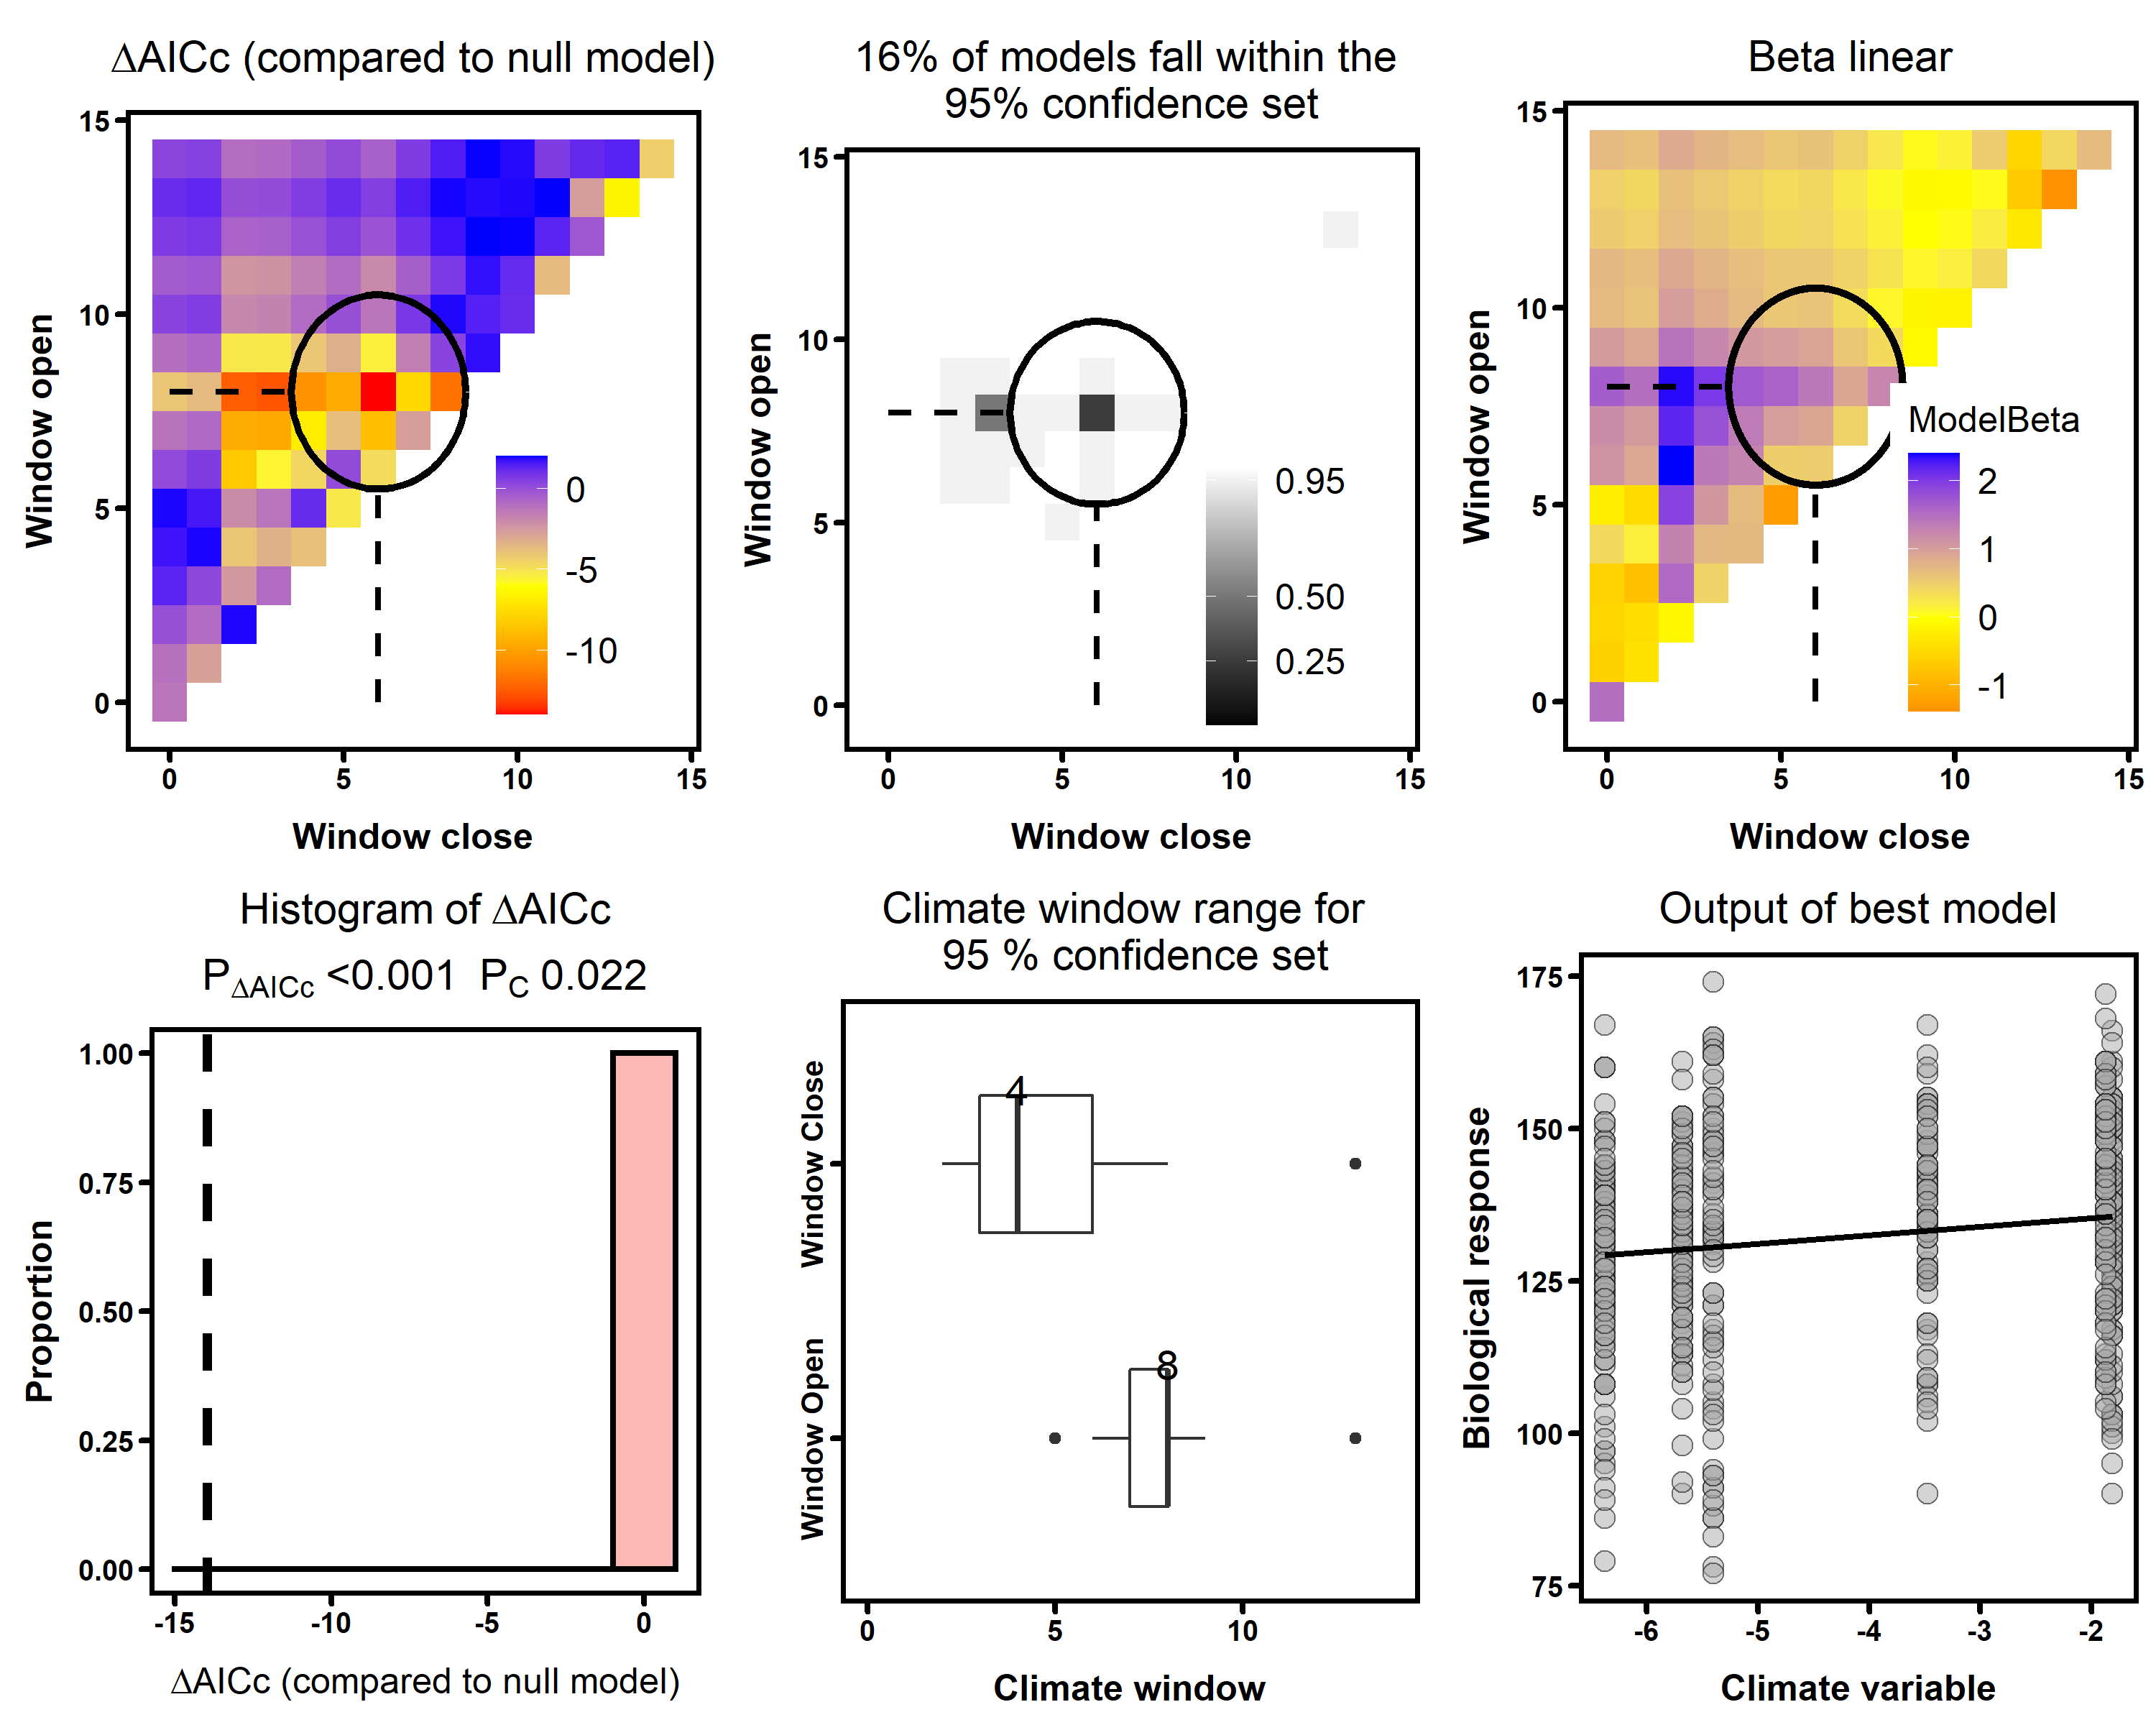 ΔAICc (compared to null model)
15
10
5
0
Window open
0
-5
-10
0 5 10 15
Window close
16% of models fall within the
95% confidence set
15
10
5
0
Window open
0.95
0.50
0.25
0 5 10 15
Window close
Beta linear
15
10
5
0
Window open
ModelBeta
2
1
0
-1
0 5 10 15
Window close
Histogram of ΔAICc
PΔAICc <0.001 PC 0.022
1.00
0.75
0.50
0.25
0.00
Proportion
-15 -10 -5 0
ΔAICc (compared to null model)
Climate window range for
95 % confidence set
Window Close
4
Window Open
8
0 5 10
Climate window
Output of best model
175
150
125
100
75
Biological response
-6 -5 -4 -3 -2
Climate variable